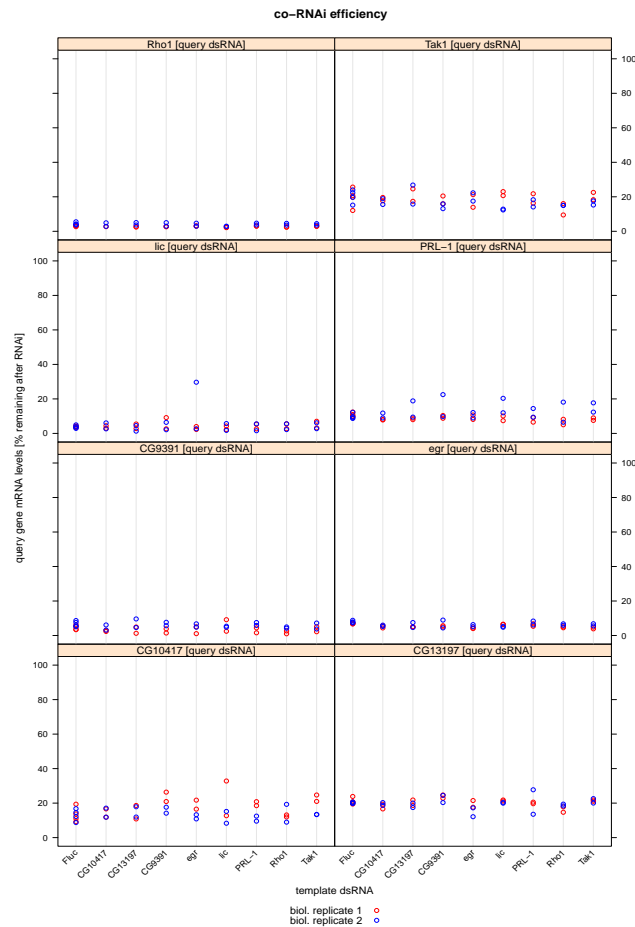 co−RNAi efficiency
Rho1 [query dsRNA]
Tak1 [query dsRNA]
100
80
60
40
20
0
lic [query dsRNA]
PRL−1 [query dsRNA]
100
80
60
40
20
0
CG9391 [query dsRNA]
egr [query dsRNA]
100
80
60
40
20
0
CG10417 [query dsRNA]
CG13197 [query dsRNA]
100
80
60
40
20
0
query gene mRNA levels [% remaining after RNAi]
Fluc CG10417 CG13197 CG9391 egr lic PRL−1 Rho1 Tak1
Fluc CG10417 CG13197 CG9391 egr lic PRL−1 Rho1 Tak1
template dsRNA
biol. replicate 1
biol. replicate 2